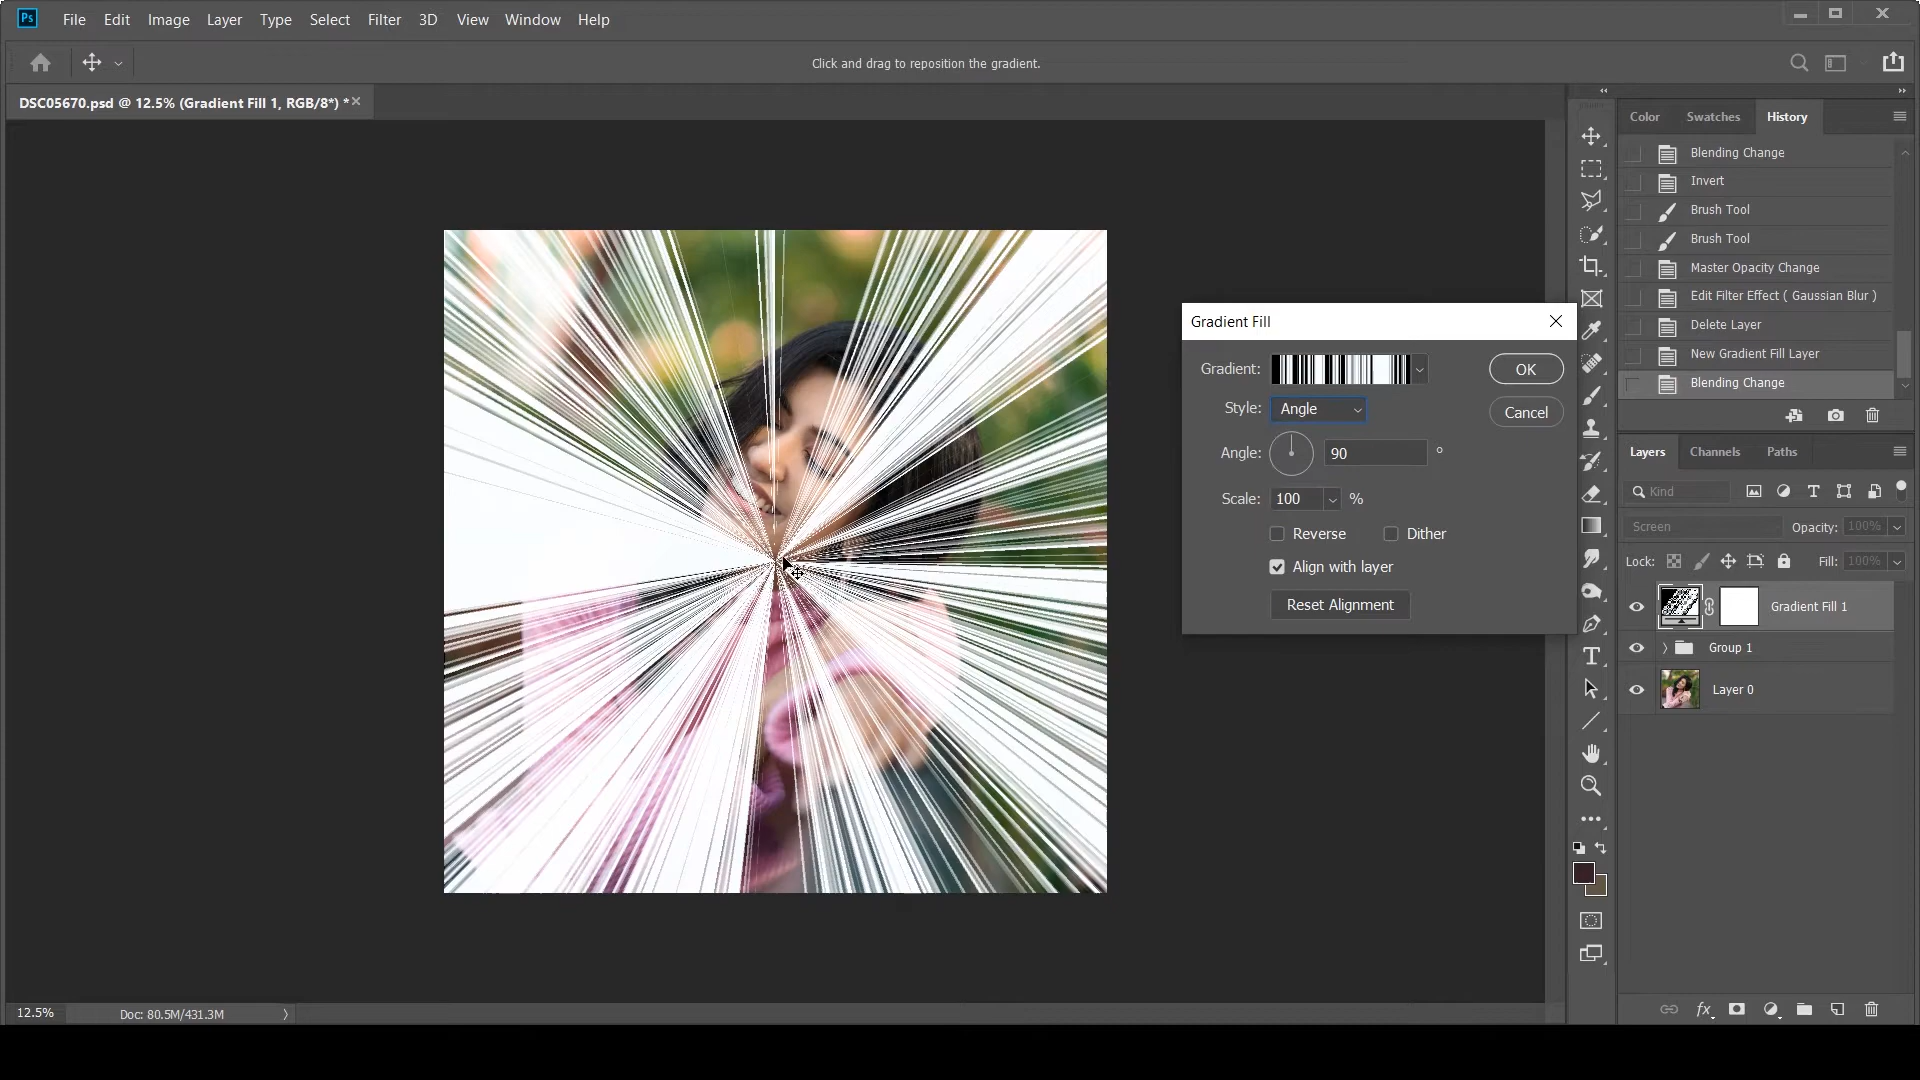 Ps
File Edit Image Layer Type Select Filter 3D View Window Help
Click and drag to reposition the gradient.
DSC05670.psd @ 12.5% (Gradient Fill 1, RGB/8*) *
Color Swatches History
Blending Change
Invert
Brush Tool
Brush Tool
Master Opacity Change
Edit Filter Effect ( Gaussian Blur )
Delete Layer
New Gradient Fill Layer
Blending Change
Gradient Fill
Gradient:
OK
Style: Angle
Cancel
Angle: 90 °
Scale: 100 %
Reverse Dither
Align with layer
Reset Alignment
Layers Channels Paths
Kind
Screen Opacity: 100%
Lock: Fill: 100%
Gradient Fill 1
Group 1
Layer 0
12.5% Doc: 80.5M/431.3M